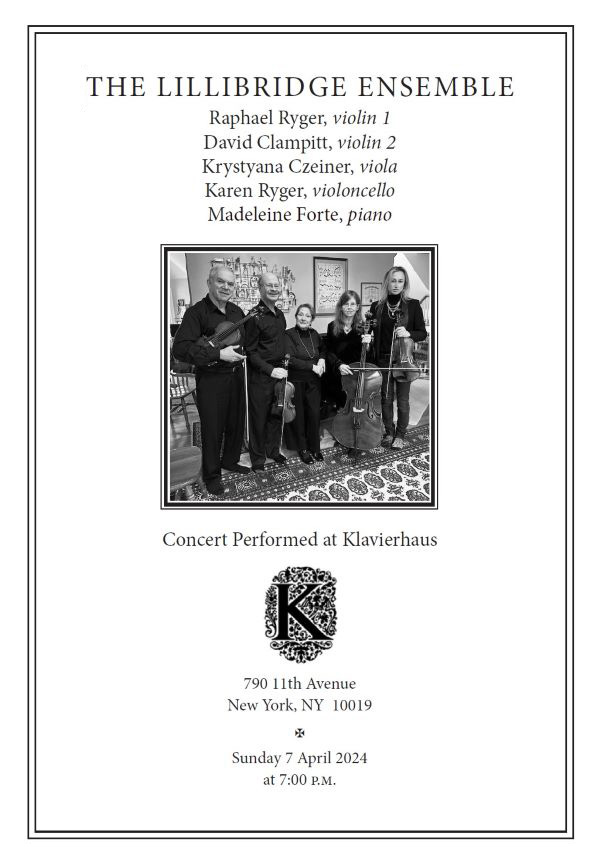 THE LILLIBRIDGE ENSEMBLE
Raphael Ryger, violin 1
David Clampitt, violin 2
Krystyana Czeiner, viola
Karen Ryger, violoncello
Madeleine Forte, piano
Concert Performed at Klavierhaus
K
790 11th Avenue
New York, NY 10019
✠
Sunday 7 April 2024
at 7:00 P.M.